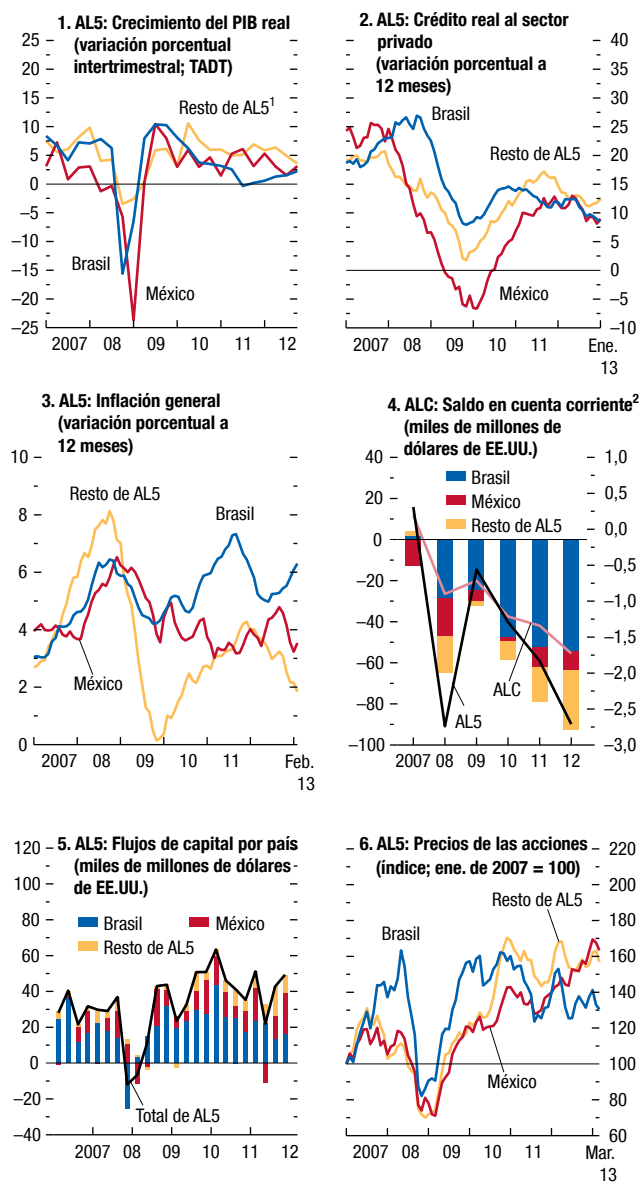 1. AL5: Crecimiento del PIB real
(variación porcentual
intertrimestral; TADT)
25
20
15
10
5
0
–5
–10
–15
–20
–25
Resto de AL5¹
Brasil
México
2007 08 09 10 11 12
2. AL5: Crédito real al sector
privado
(variación porcentual a
12 meses)
40
35
30
25
20
15
10
5
0
–5
–10
Brasil
Resto de AL5
México
2007 08 09 10 11 Ene.
13
3. AL5: Inflación general
(variación porcentual a
12 meses)
10
8
6
4
2
0
Resto de AL5
Brasil
México
2007 08 09 10 11 Feb.
13
4. ALC: Saldo en cuenta corriente²
(miles de millones de
dólares de EE.UU.)
40
20
0
–20
–40
–60
–80
–100
1,0
0,5
0,0
–0,5
–1,0
–1,5
–2,0
–2,5
–3,0
Brasil
México
Resto de AL5
ALC
AL5
2007 08 09 10 11 12
5. AL5: Flujos de capital por país
(miles de millones de dólares
de EE.UU.)
120
100
80
60
40
20
0
–20
–40
Brasil México
Resto de AL5
Total de AL5
2007 08 09 10 11 12
6. AL5: Precios de las acciones
(índice; ene. de 2007 = 100)
220
200
180
160
140
120
100
80
60
Resto de AL5
Brasil
México
2007 08 09 10 11 Mar.
13